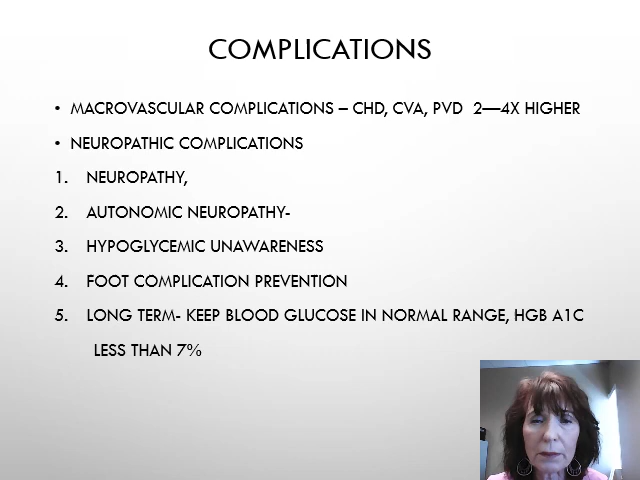 COMPLICATIONS
• MACROVASCULAR COMPLICATIONS – CHD, CVA, PVD 2—4X HIGHER
• NEUROPATHIC COMPLICATIONS
1. NEUROPATHY,
2. AUTONOMIC NEUROPATHY-
3. HYPOGLYCEMIC UNAWARENESS
4. FOOT COMPLICATION PREVENTION
5. LONG TERM- KEEP BLOOD GLUCOSE IN NORMAL RANGE, HGB A1C
LESS THAN 7%